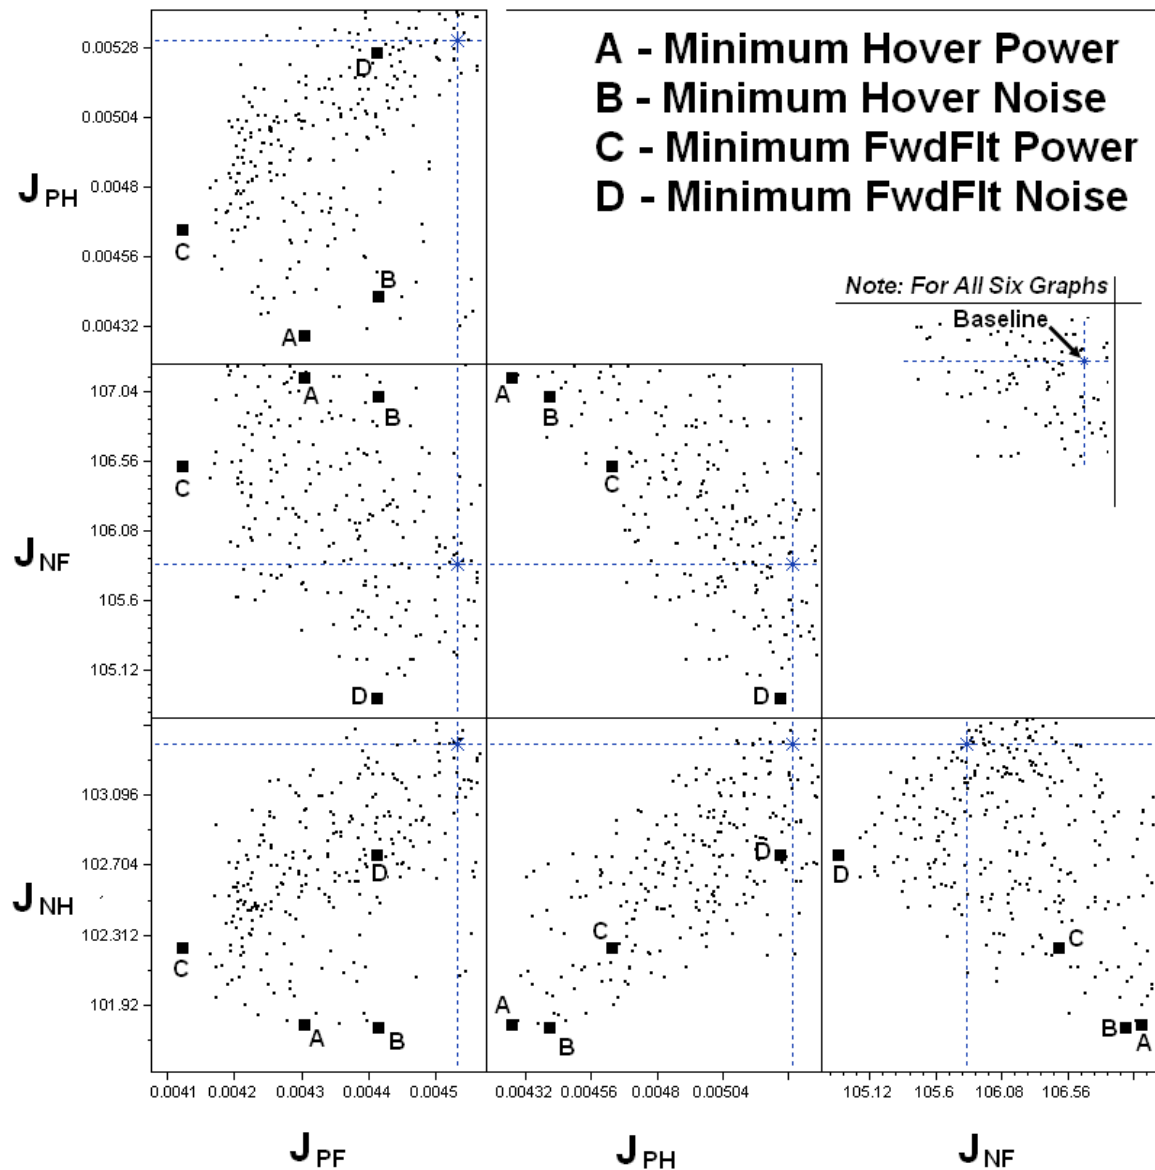 A - Minimum Hover Power
B - Minimum Hover Noise
C - Minimum FwdFlt Power
D - Minimum FwdFlt Noise
Note: For All Six Graphs
Baseline
J PH
0.00528
0.00504
0.0048
0.00456
0.00432
D
C
B
A
J NF
107.04
106.56
106.08
105.6
105.12
A
B
C
D
A
B
C
D
J NH
103.096
102.704
102.312
101.92
D
C
A
B
D
C
A
B
D
C
B
A
0.0041 0.0042 0.0043 0.0044 0.0045
0.00432 0.00456 0.0048 0.00504
105.12 105.6 106.08 106.56
J PF
J PH
J NF